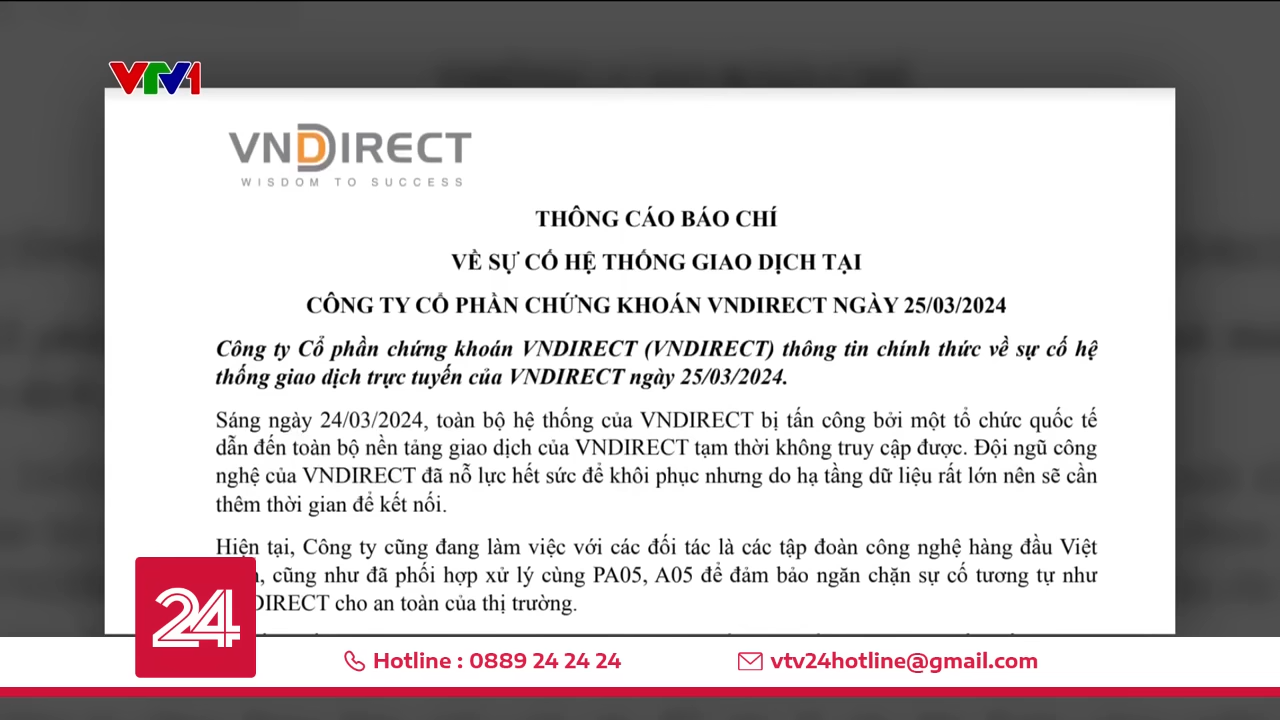 VTV1
VNDIRECT
WISDOM TO SUCCESS
THÔNG CÁO BÁO CHÍ
VỀ SỰ CỐ HỆ THỐNG GIAO DỊCH TẠI
CÔNG TY CỔ PHẦN CHỨNG KHOÁN VNDIRECT NGÀY 25/03/2024
Công ty Cổ phần chứng khoán VNDIRECT (VNDIRECT) thông tin chính thức về sự cố hệ
thống giao dịch trực tuyến của VNDIRECT ngày 25/03/2024.
Sáng ngày 24/03/2024, toàn bộ hệ thống của VNDIRECT bị tấn công bởi một tổ chức quốc tế
dẫn đến toàn bộ nền tảng giao dịch của VNDIRECT tạm thời không truy cập được. Đội ngũ công
nghệ của VNDIRECT đã nỗ lực hết sức để khôi phục nhưng do hạ tầng dữ liệu rất lớn nên sẽ cần
thêm thời gian để kết nối.
Hiện tại, Công ty cũng đang làm việc với các đối tác là các tập đoàn công nghệ hàng đầu Việt
cũng như đã phối hợp xử lý cùng PA05, A05 để đảm bảo ngăn chặn sự cố tương tự như
DIRECT cho an toàn của thị trường.
24
Hotline : 0889 24 24 24
vtv24hotline@gmail.com